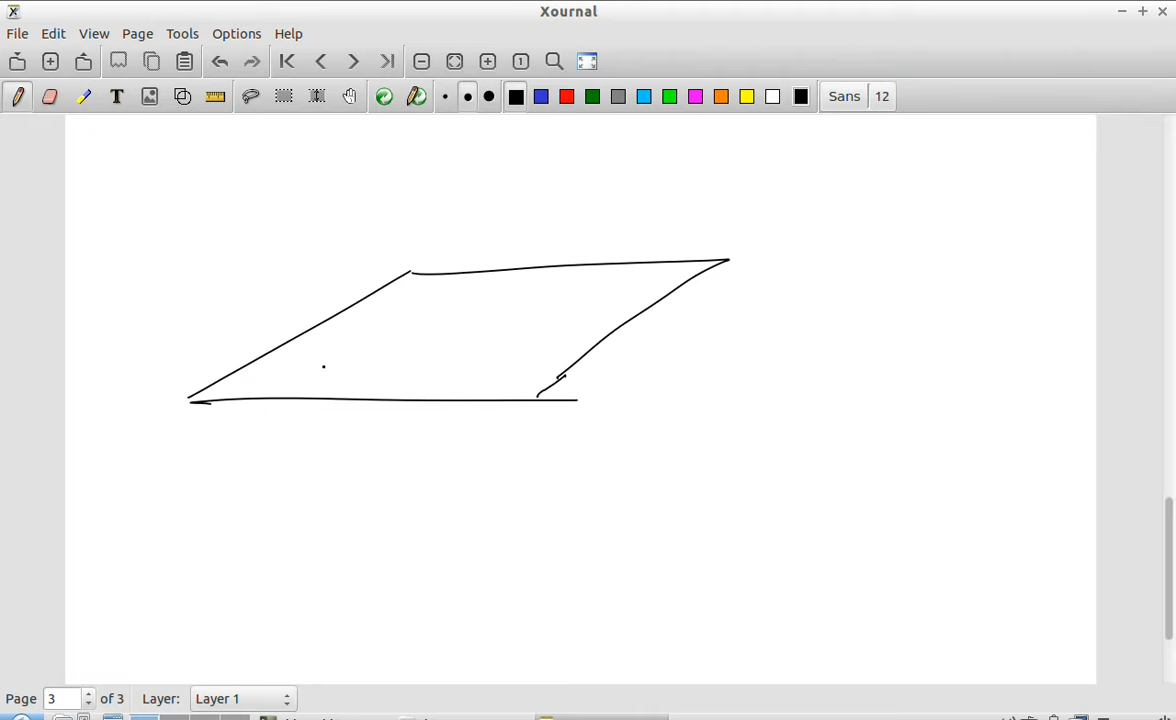 Xournal
File Edit View Page Tools Options Help
T Sans 12
Page 3 of 3 Layer: Layer 1